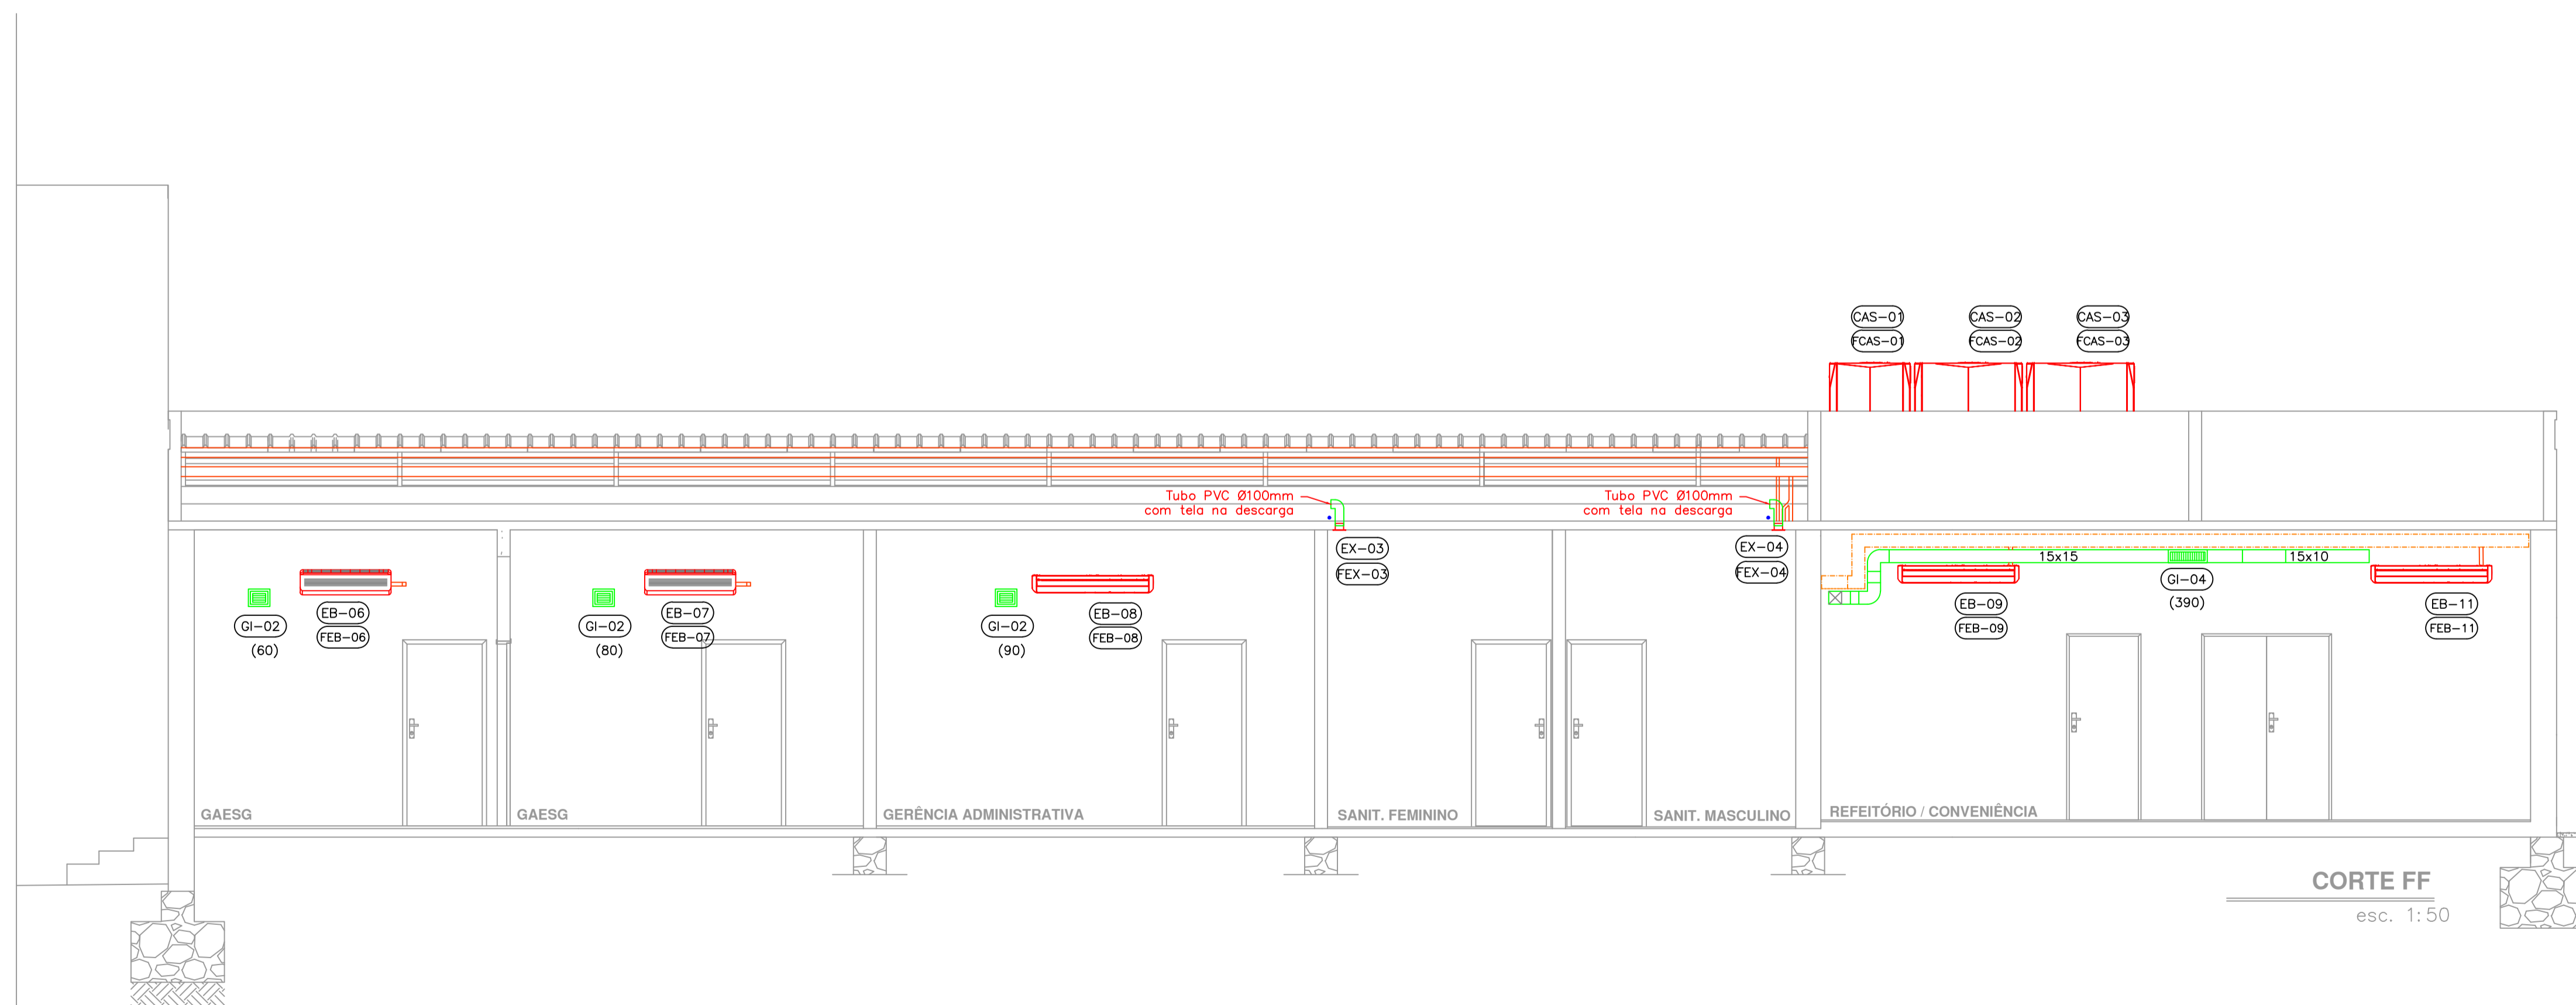 CAS-01
FCAS-01
CAS-02
FCAS-02
CAS-03
FCAS-03
Tubo PVC Ø100mm
com tela na descarga
Tubo PVC Ø100mm
com tela na descarga
EX-03
FEX-03
EX-04
FEX-04
15x15
15x10
GI-04
(390)
GI-02
(60)
EB-06
FEB-06
GI-02
(80)
EB-07
FEB-07
GI-02
(90)
EB-08
FEB-08
EB-09
FEB-09
EB-11
FEB-11
GAESG
GAESG
GERÊNCIA ADMINISTRATIVA
SANIT. FEMININO
SANIT. MASCULINO
REFEITÓRIO / CONVENIÊNCIA
CORTE FF
esc. 1:50